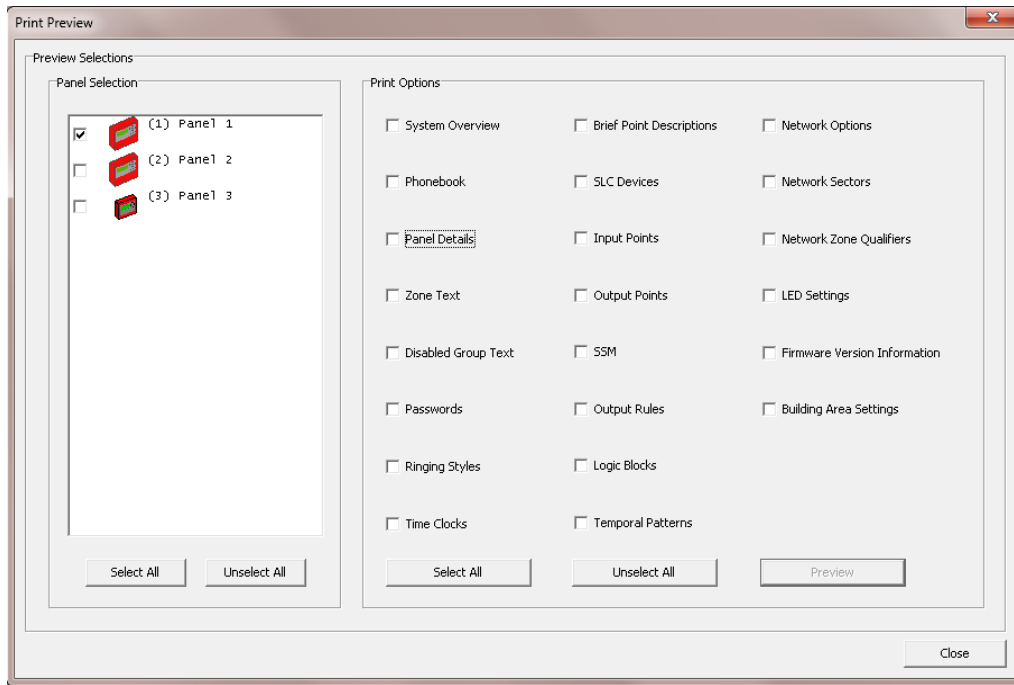 Print Preview
Preview Selections
Panel Selection
(1) Panel 1
(2) Panel 2
(3) Panel 3
Select All
Unselect All
Print Options
System Overview
Brief Point Descriptions
Network Options
Phonebook
SLC Devices
Network Sectors
Panel Details
Input Points
Network Zone Qualifiers
Zone Text
Output Points
LED Settings
Disabled Group Text
SSM
Firmware Version Information
Passwords
Output Rules
Building Area Settings
Ringing Styles
Logic Blocks
Time Clocks
Temporal Patterns
Select All
Unselect All
Preview
Close